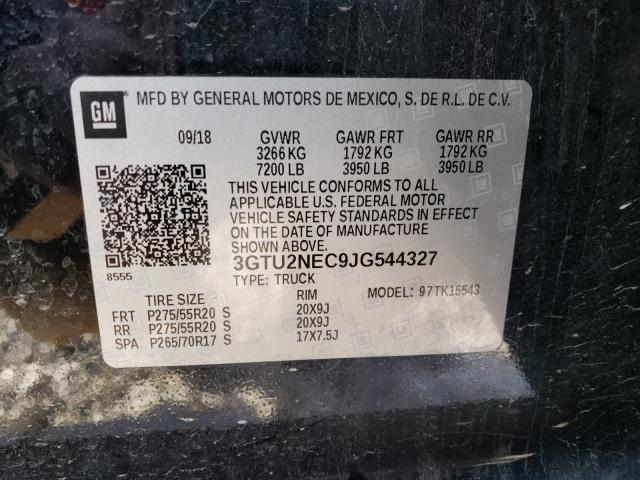 GM
MFD BY GENERAL MOTORS DE MEXICO, S. DE R.L. DE C.V.
09/18 GVWR GAWR FRT GAWR RR
3266 KG 1792 KG 1792 KG
7200 LB 3950 LB 3950 LB
THIS VEHICLE CONFORMS TO ALL
APPLICABLE U.S. FEDERAL MOTOR
VEHICLE SAFETY STANDARDS IN EFFECT
ON THE DATE OF MANUFACTURE
SHOWN ABOVE.
8555
3GTU2NEC9JG544327
TYPE: TRUCK
MODEL: 97TK15543
TIRE SIZE RIM
FRT P275/55R20 S 20X9J
RR P275/55R20 S 20X9J
SPA P265/70R17 S 17X7.5J